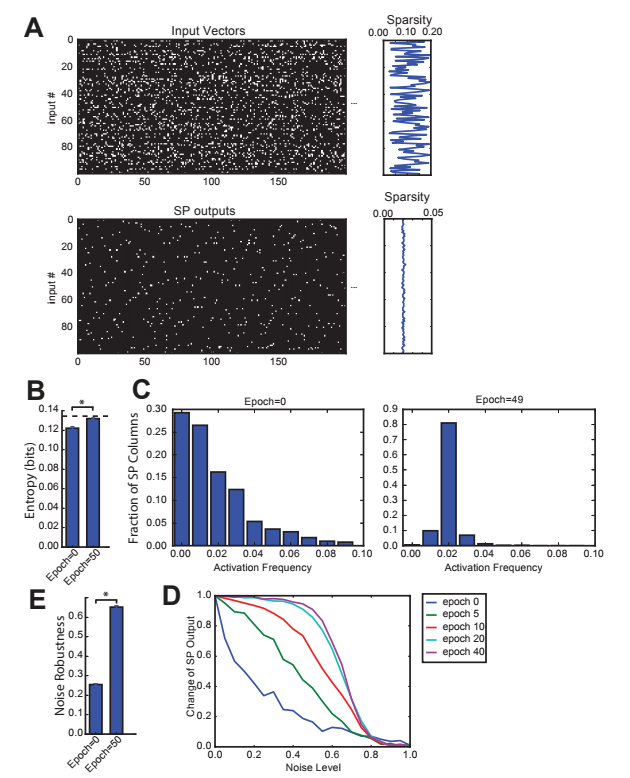 A
Input Vectors
Sparsity
0.00 0.10 0.20
0
20
40
60
80
input #
0 50 100 150
...
SP outputs
Sparsity
0.00 0.05
0
20
40
60
80
input #
0 50 100 150
...
B
*
0.14
0.12
0.10
0.08
0.06
0.04
0.02
0.00
Entropy (bits)
Epoch=0
Epoch=50
C
Epoch=0
0.30
0.25
0.20
0.15
0.10
0.05
0.00
Fraction of SP Columns
0.00 0.02 0.04 0.06 0.08 0.10
Activation Frequency
Epoch=49
0.9
0.8
0.7
0.6
0.5
0.4
0.3
0.2
0.1
0.0
0.00 0.02 0.04 0.06 0.08 0.10
Activation Frequency
E
*
0.6
0.5
0.4
0.3
0.2
0.1
0.0
Noise Robustness
Epoch=0
Epoch=50
D
1.0
0.8
0.6
0.4
0.2
0.0
Change of SP Output
0.0 0.2 0.4 0.6 0.8 1.0
Noise Level
epoch 0
epoch 5
epoch 10
epoch 20
epoch 40